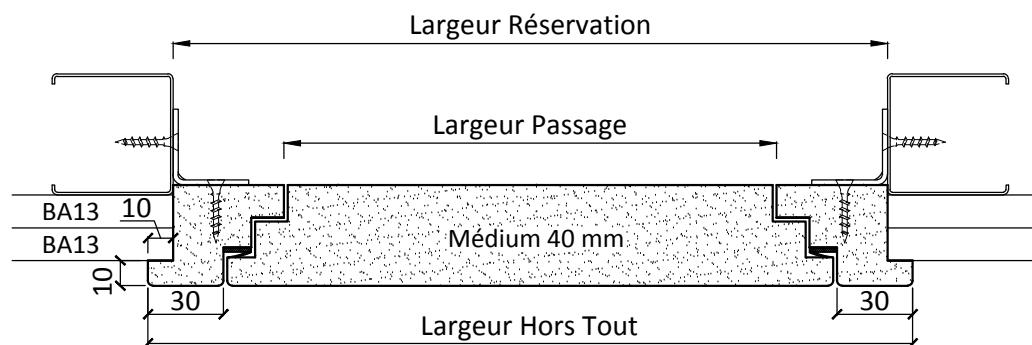 Largeur Réservation
Largeur Passage
BA13
10
BA13
Médium 40 mm
10
30
30
Largeur Hors Tout